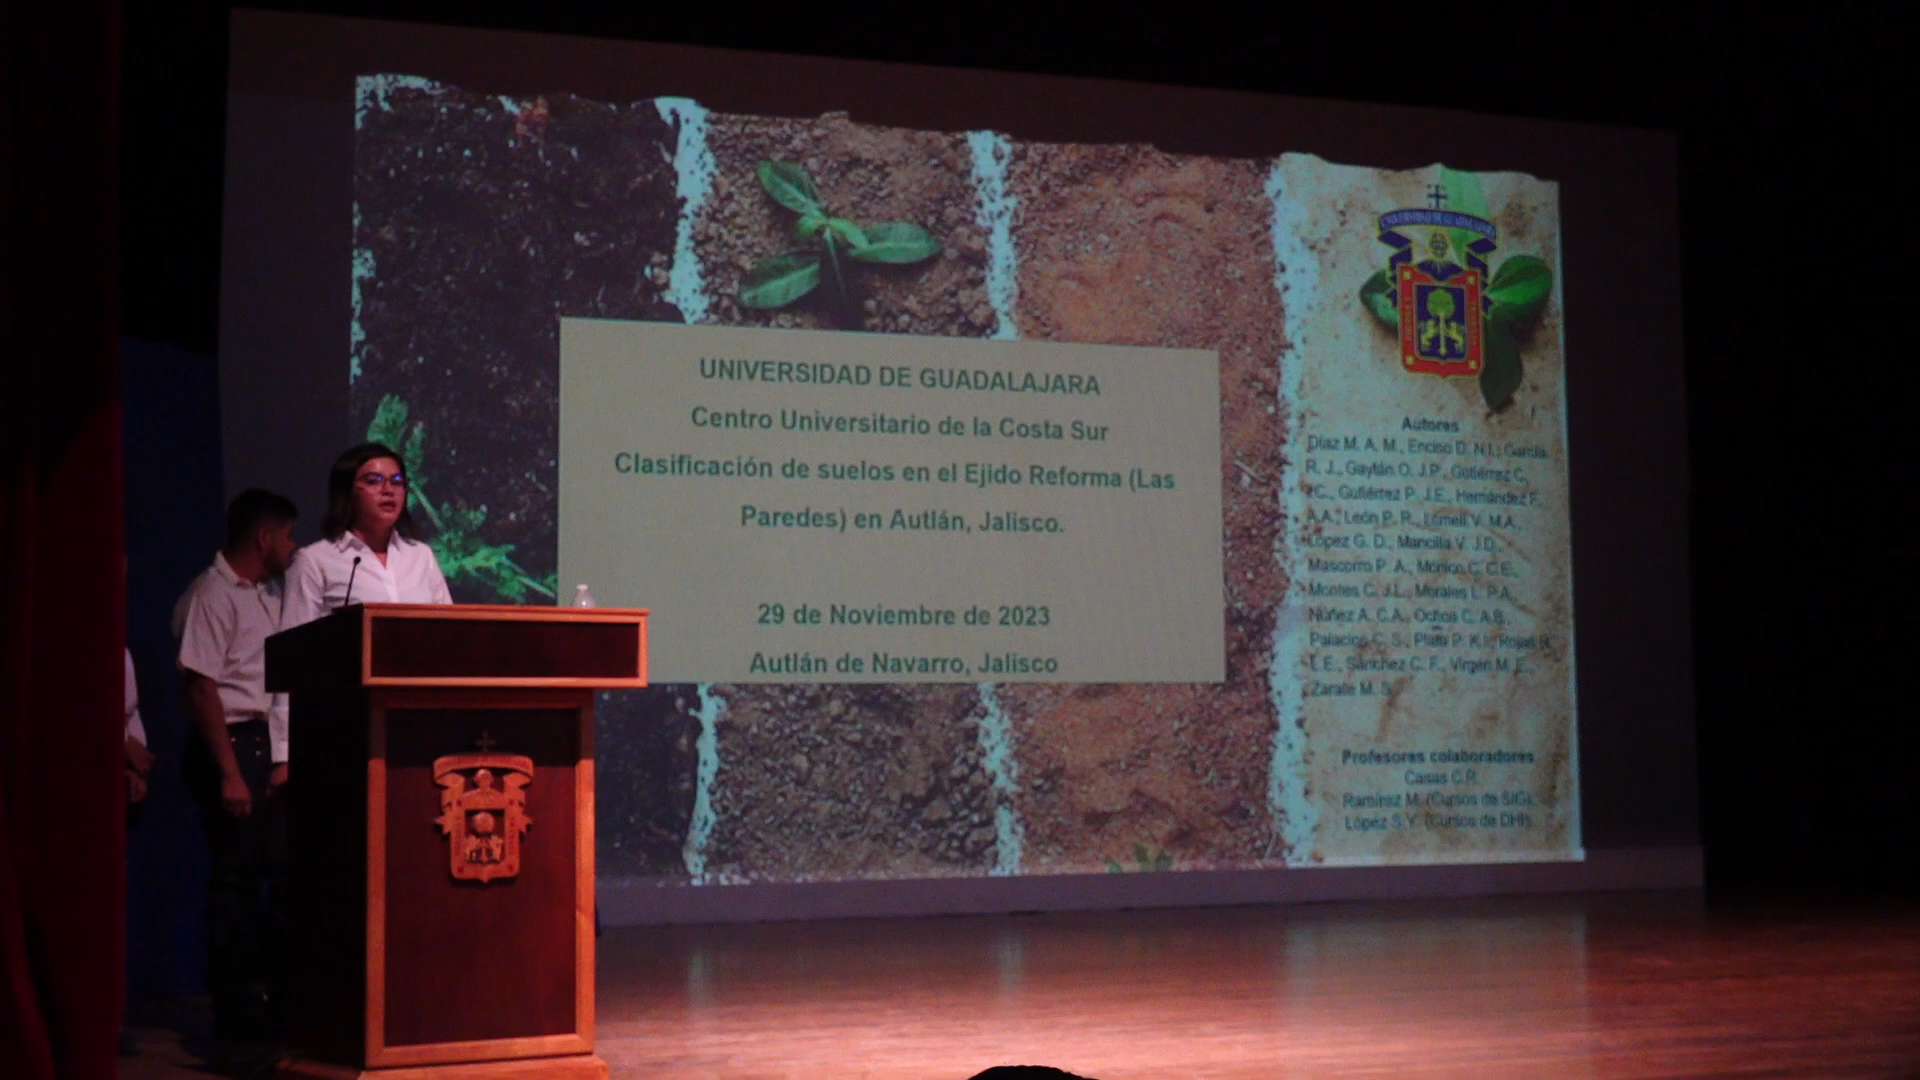 UNIVERSIDAD DE GUADALAJARA
Centro Universitario de la Costa Sur
Clasificación de suelos en el Ejido Reforma (Las
Paredes) en Autlán, Jalisco.
29 de Noviembre de 2023
Autlán de Navarro, Jalisco
Autores
Díaz M. A. M., Enciso D. N.I., García
R. J., Gaytán O. J.P., Gutiérrez C.
Gutiérrez P. J.E., Hernández F.
A.A., León P. R., Lomelí V. M.A.,
López G. D., Mancilla V. J.D.,
Mascorro P. A., Mónico C. C.E.,
Montes C. J.L., Morales L. P.A.,
Núñez A. C.A., Ochoa C. A.B.,
Palacios C. S., Plata P. K.I., Rojas
L.E., Sánchez C. F., Virgen M. E.,
Zarate M. S.
Profesores colaboradores
Casas C.R.
Ramírez M. (Cursos de SIG),
López S.Y. (Cursos de DHI).